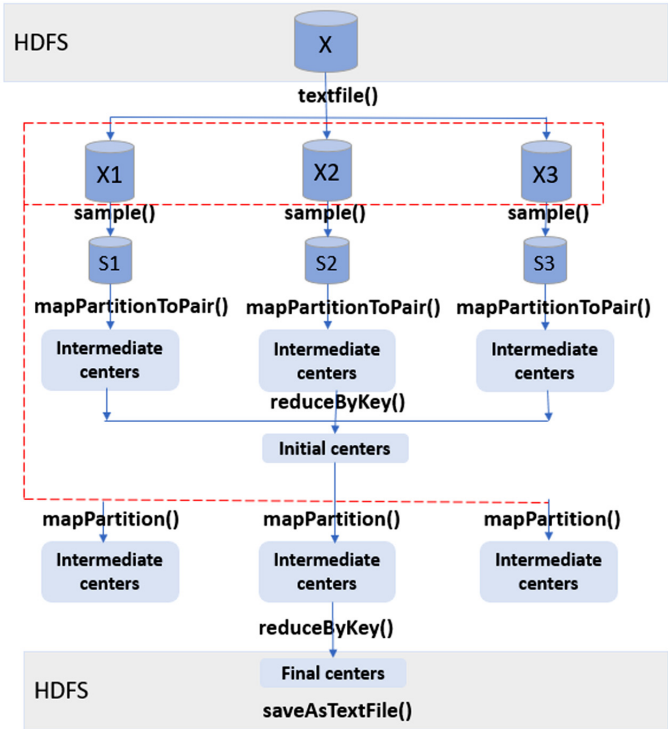 HDFS
X
textfile()
X1
X2
X3
sample()
sample()
sample()
S1
S2
S3
mapPartitionToPair()
mapPartitionToPair()
mapPartitionToPair()
Intermediate
centers
Intermediate
centers
Intermediate
centers
reduceByKey()
Initial centers
mapPartition()
mapPartition()
mapPartition()
Intermediate
centers
Intermediate
centers
Intermediate
centers
reduceByKey()
HDFS
Final centers
saveAsTextFile()